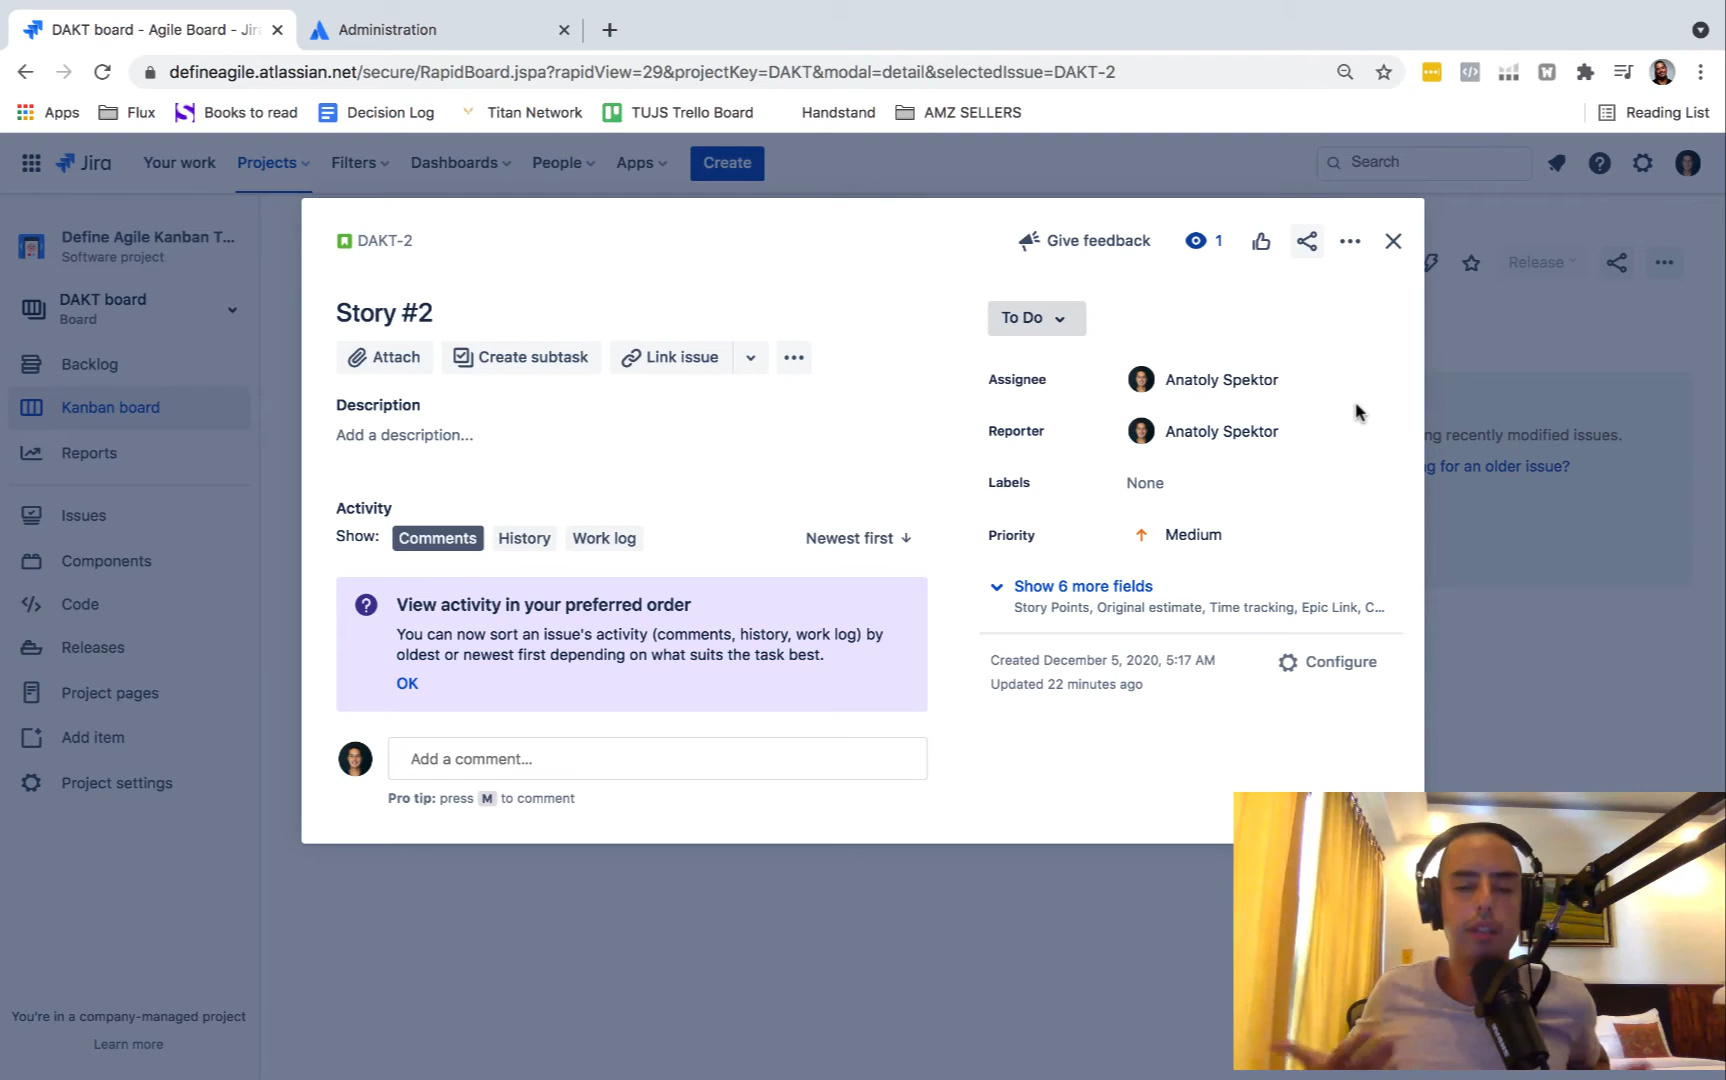 DAKT board - Agile Board - Jir
Administration
defineagile.atlassian.net/secure/RapidBoard.jspa?rapidView=29&projectKey=DAKT&modal=detail&selectedIssue=DAKT-2
Apps
Flux
Books to read
Decision Log
Titan Network
TUJS Trello Board
Handstand
AMZ SELLERS
Reading List
Jira
Your work
Projects
Filters
Dashboards
People
Apps
Create
Search
Define Agile Kanban T...
Software project
DAKT board
Board
Backlog
Kanban board
Reports
Issues
Components
Code
Releases
Project pages
Add item
Project settings
You're in a company-managed project
Learn more
DAKT-2
Give feedback
1
Release
Story #2
Attach
Create subtask
Link issue
Description
Add a description...
Activity
Show:
Comments
History
Work log
Newest first
?
View activity in your preferred order
You can now sort an issue's activity (comments, history, work log) by
oldest or newest first depending on what suits the task best.
OK
Add a comment...
Pro tip: press M to comment
To Do
Assignee
Anatoly Spektor
Reporter
Anatoly Spektor
Labels
None
Priority
Medium
Show 6 more fields
Story Points, Original estimate, Time tracking, Epic Link, C...
Created December 5, 2020, 5:17 AM
Updated 22 minutes ago
Configure
ng recently modified issues.
g for an older issue?